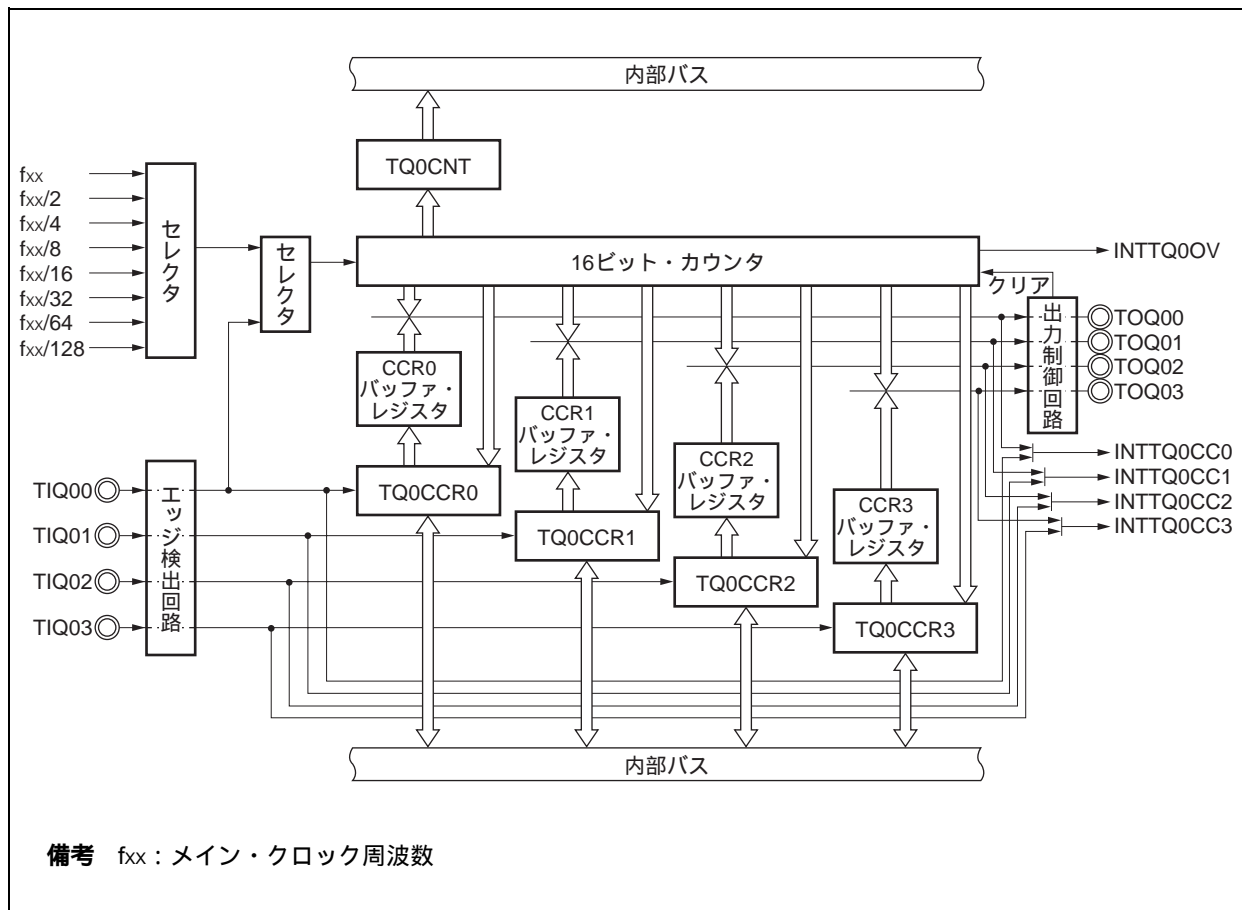 内部バス
TQ0CNT
fxx
fxx/2
fxx/4
fxx/8
fxx/16
fxx/32
fxx/64
fxx/128
セレクタ
セレクタ
16ビット・カウンタ
INTTQ0OV
クリア
出力制御回路
TOQ00
TOQ01
TOQ02
TOQ03
CCR0
バッファ・
レジスタ
CCR1
バッファ・
レジスタ
CCR2
バッファ・
レジスタ
CCR3
バッファ・
レジスタ
INTTQ0CC0
INTTQ0CC1
INTTQ0CC2
INTTQ0CC3
TIQ00
TIQ01
TIQ02
TIQ03
エッジ検出回路
TQ0CCR0
TQ0CCR1
TQ0CCR2
TQ0CCR3
内部バス
備考 fxx：メイン・クロック周波数